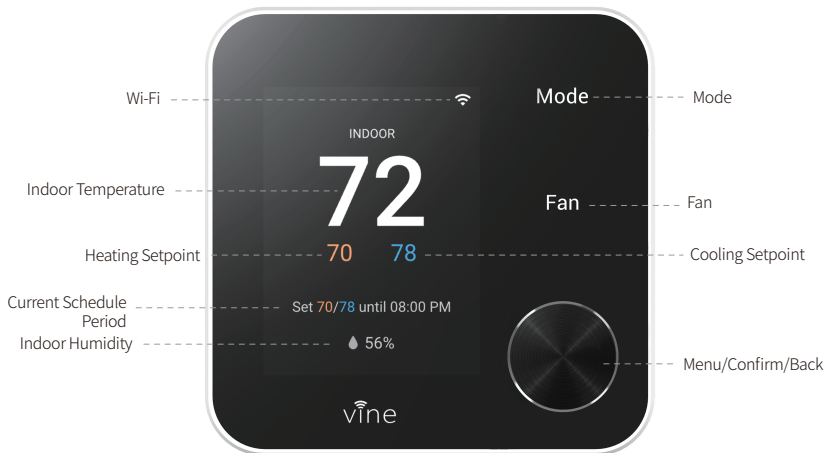 Wi-Fi
Mode
Mode
INDOOR
Indoor Temperature
72
Fan
Fan
Heating Setpoint
70
78
Cooling Setpoint
Current Schedule
Period
Set 70/78 until 08:00 PM
Indoor Humidity
56%
Menu/Confirm/Back
vine